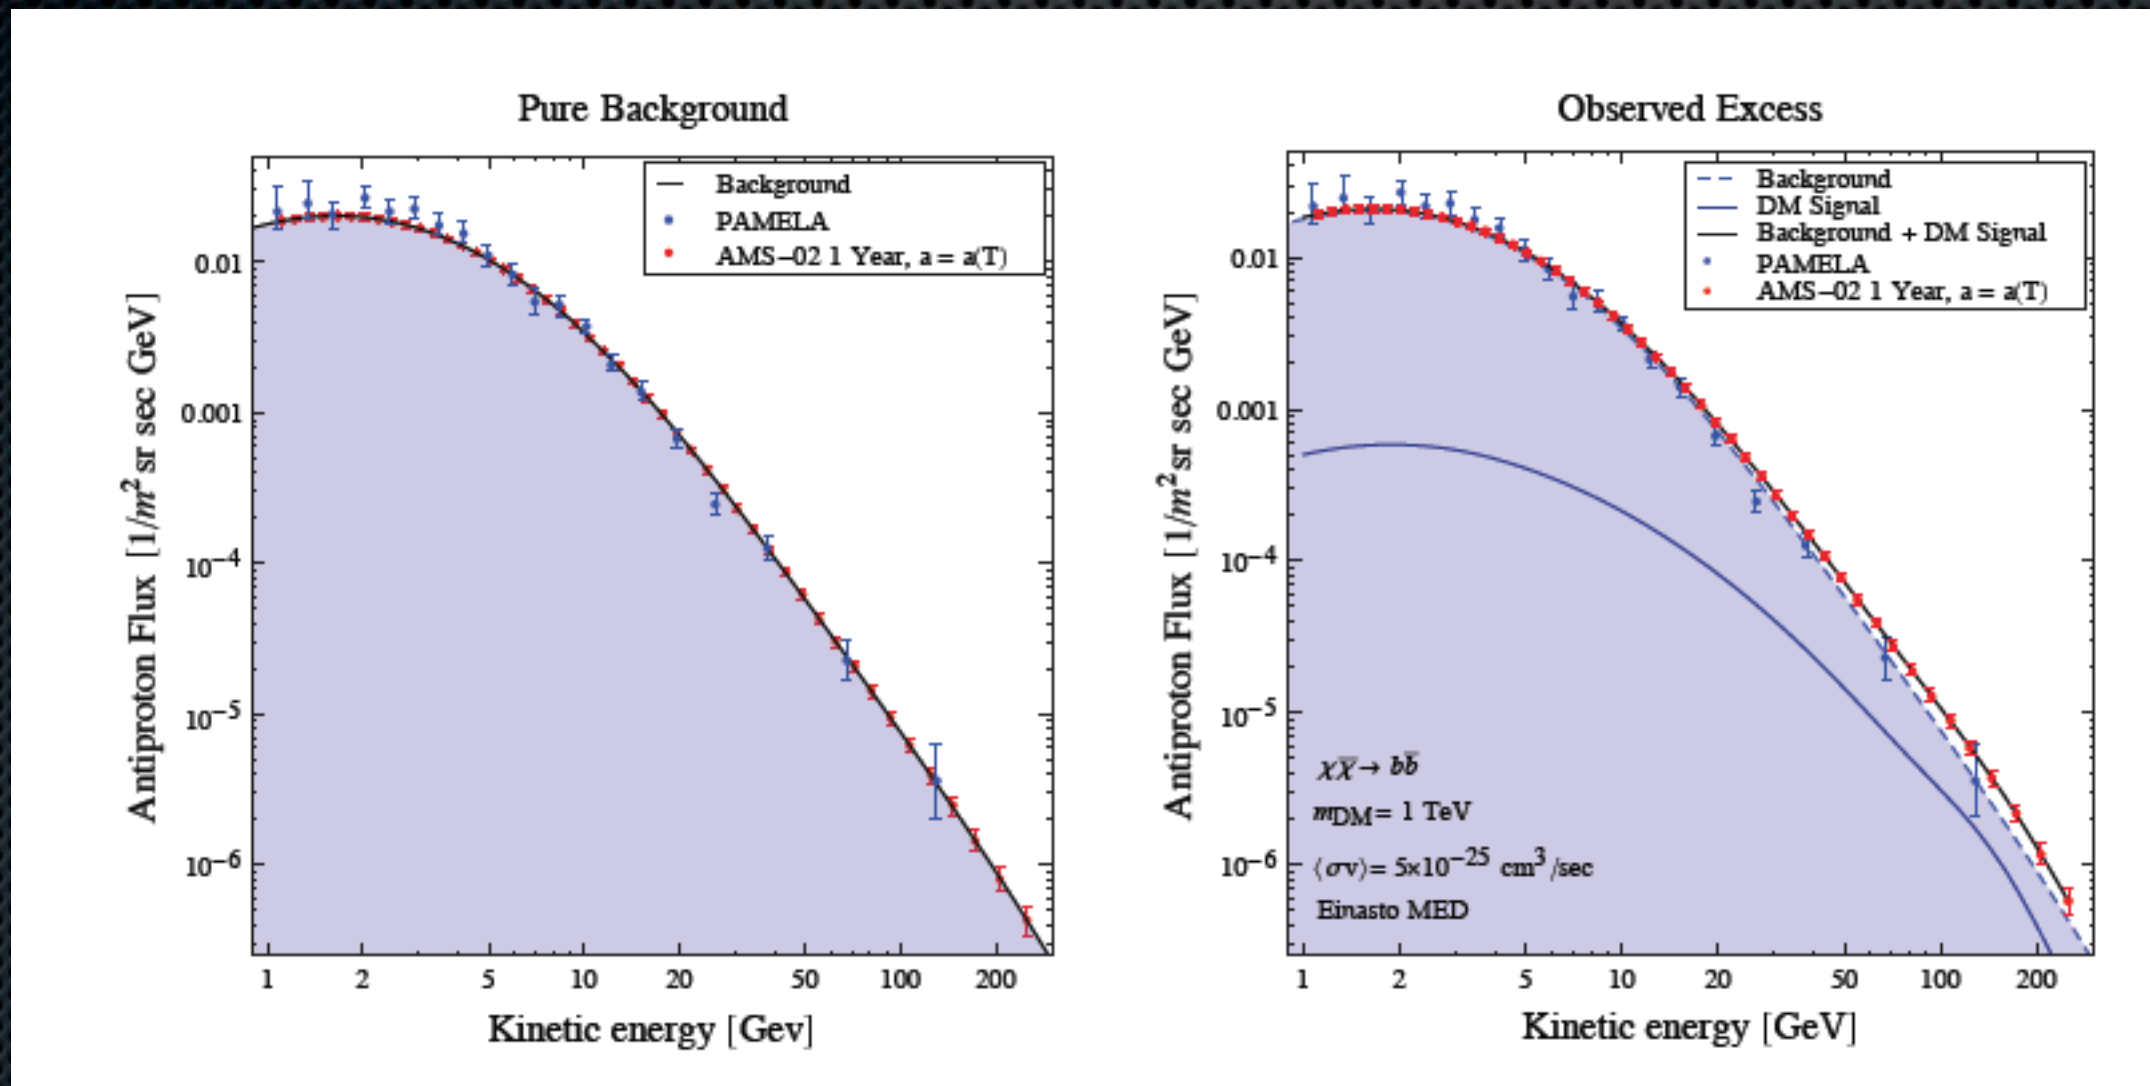 Pure Background
Background
PAMELA
AMS−02 1 Year, a = a(T)
0.01
0.001
10−4
10−5
10−6
Antiproton Flux [1/m2sr sec GeV]
1 2 5 10 20 50 100 200
Kinetic energy [Gev]
Observed Excess
Background
DM Signal
Background + DM Signal
PAMELA
AMS−02 1 Year, a = a(T)
0.01
0.001
10−4
10−5
10−6
Antiproton Flux [1/m2sr sec GeV]
χχ̅→ bb̅
mDM= 1 TeV
⟨σv⟩= 5×10−25 cm3/sec
Einasto MED
1 2 5 10 20 50 100 200
Kinetic energy [GeV]